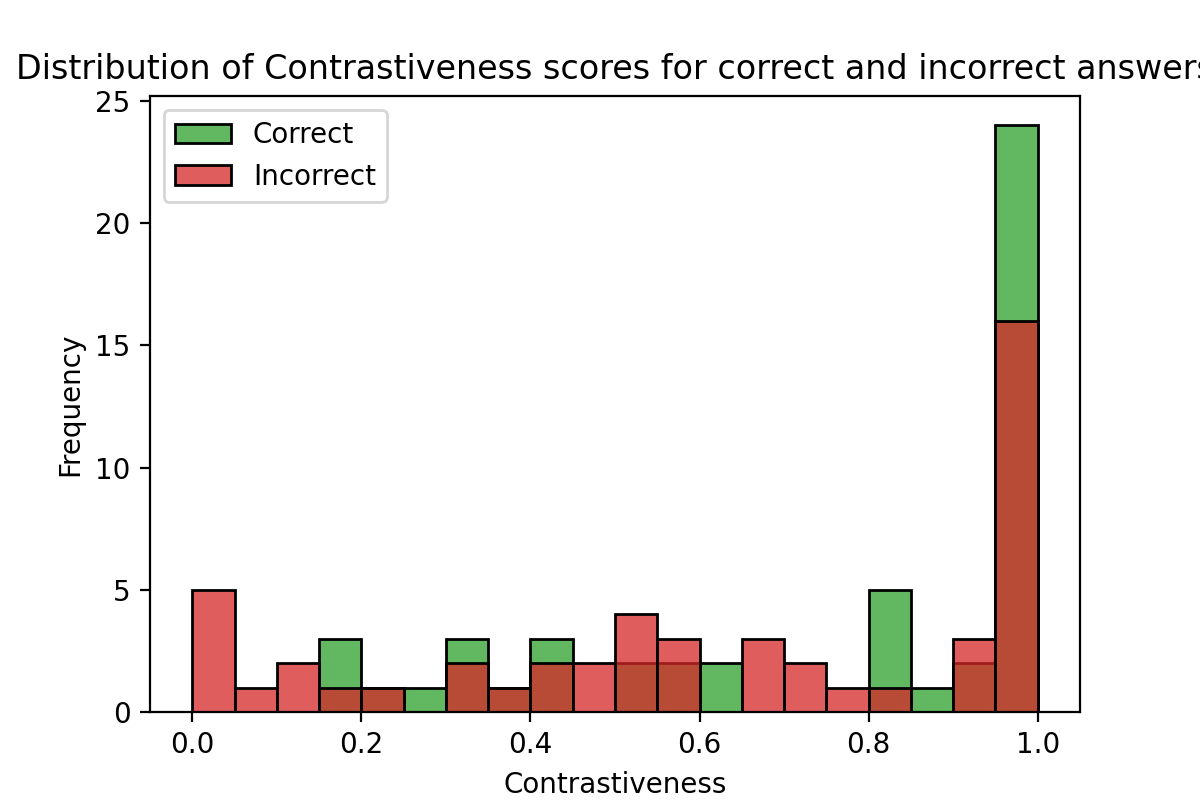 Distribution of Contrastiveness scores for correct and incorrect answers
25
Correct
Incorrect
20
15
10
5
0
Frequency
0.0 0.2 0.4 0.6 0.8 1.0
Contrastiveness